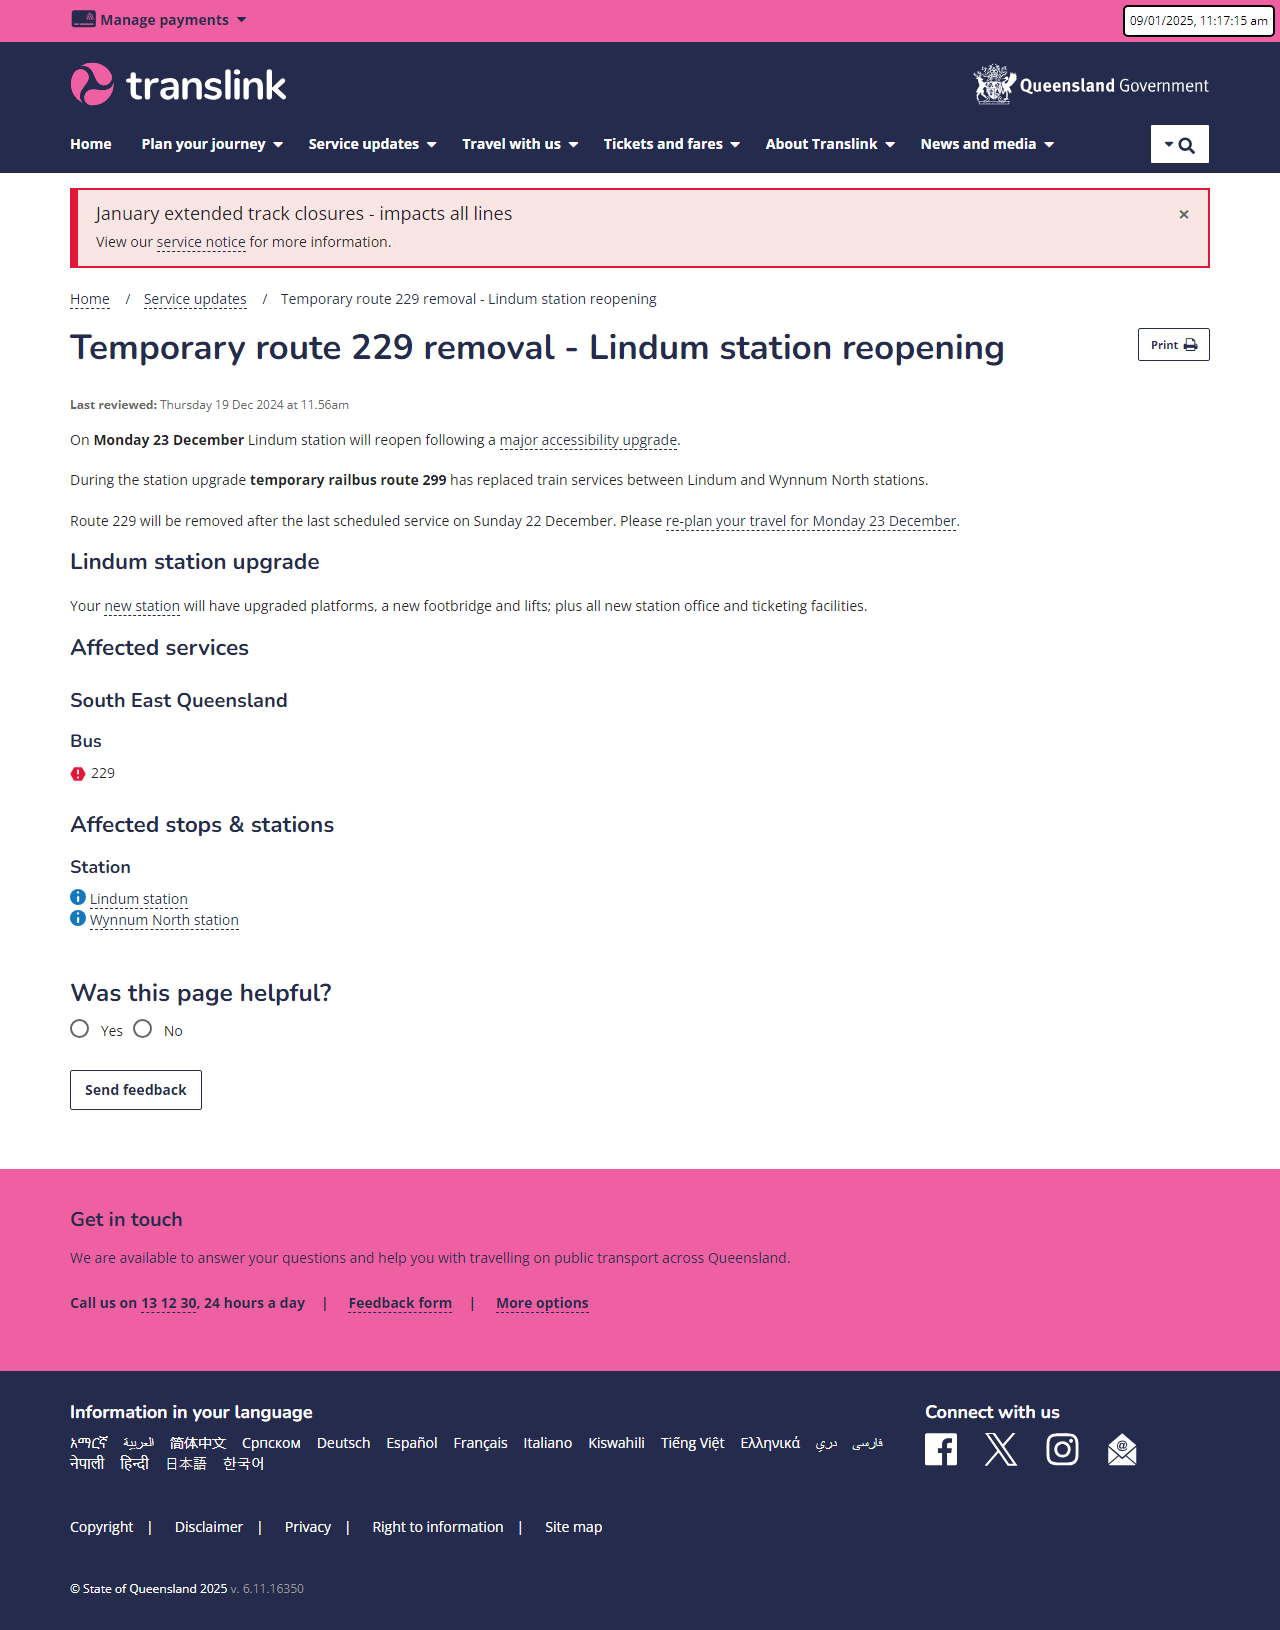 Manage payments
09/01/2025, 11:17:15 am
translink
Queensland Government
Home Plan your journey Service updates Travel with us Tickets and fares About Translink News and media
January extended track closures - impacts all lines
×
View our service notice for more information.
Home / Service updates / Temporary route 229 removal - Lindum station reopening
Temporary route 229 removal - Lindum station reopening
Print
Last reviewed: Thursday 19 Dec 2024 at 11.56am
On Monday 23 December Lindum station will reopen following a major accessibility upgrade.
During the station upgrade temporary railbus route 299 has replaced train services between Lindum and Wynnum North stations.
Route 229 will be removed after the last scheduled service on Sunday 22 December. Please re-plan your travel for Monday 23 December.
Lindum station upgrade
Your new station will have upgraded platforms, a new footbridge and lifts; plus all new station office and ticketing facilities.
Affected services
South East Queensland
Bus
229
Affected stops & stations
Station
Lindum station
Wynnum North station
Was this page helpful?
Yes No
Send feedback
Get in touch
We are available to answer your questions and help you with travelling on public transport across Queensland.
Call us on 13 12 30, 24 hours a day | Feedback form | More options
Information in your language
አማርኛ العربية 简体中文 Српском Deutsch Español Français Italiano Kiswahili Tiếng Việt Ελληνικά دري فارسی
नेपाली हिन्दी 日本語 한국어
Connect with us
Copyright | Disclaimer | Privacy | Right to information | Site map
© State of Queensland 2025 v. 6.11.16350